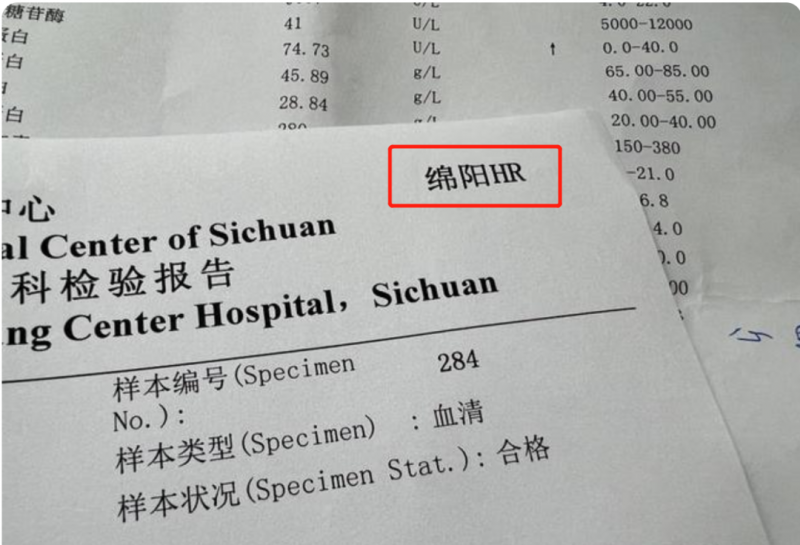 糖苷酶 41 U/L 5000-12000
蛋白 74.73 U/L ↑ 0.0-40.0
白 45.89 g/L 65.00-85.00
28.84 g/L 40.00-55.00
白 20.00-40.00
150-380
-21.0
6.8
4.0
0.0
00
绵阳HR
中心
al Center of Sichuan
科检验报告
ng Center Hospital, Sichuan
样本编号(Specimen No.): 284
样本类型(Specimen) : 血清
样本状况(Specimen Stat.): 合格